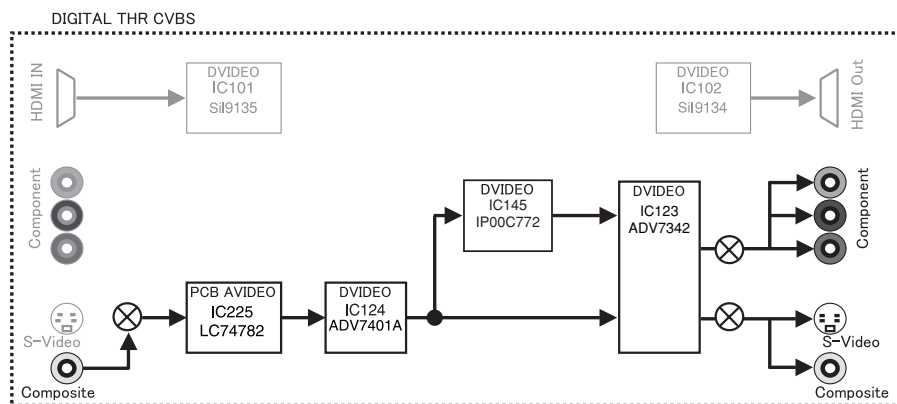 DIGITAL THR CVBS
HDMI IN
DVIDEO
IC101
SiI9135
DVIDEO
IC102
SiI9134
HDMI Out
Component
DVIDEO
IC145
IP00C772
DVIDEO
IC123
ADV7342
Component
PCB AVIDEO
IC225
LC74782
DVIDEO
IC124
ADV7401A
S-Video
Composite
S-Video
Composite